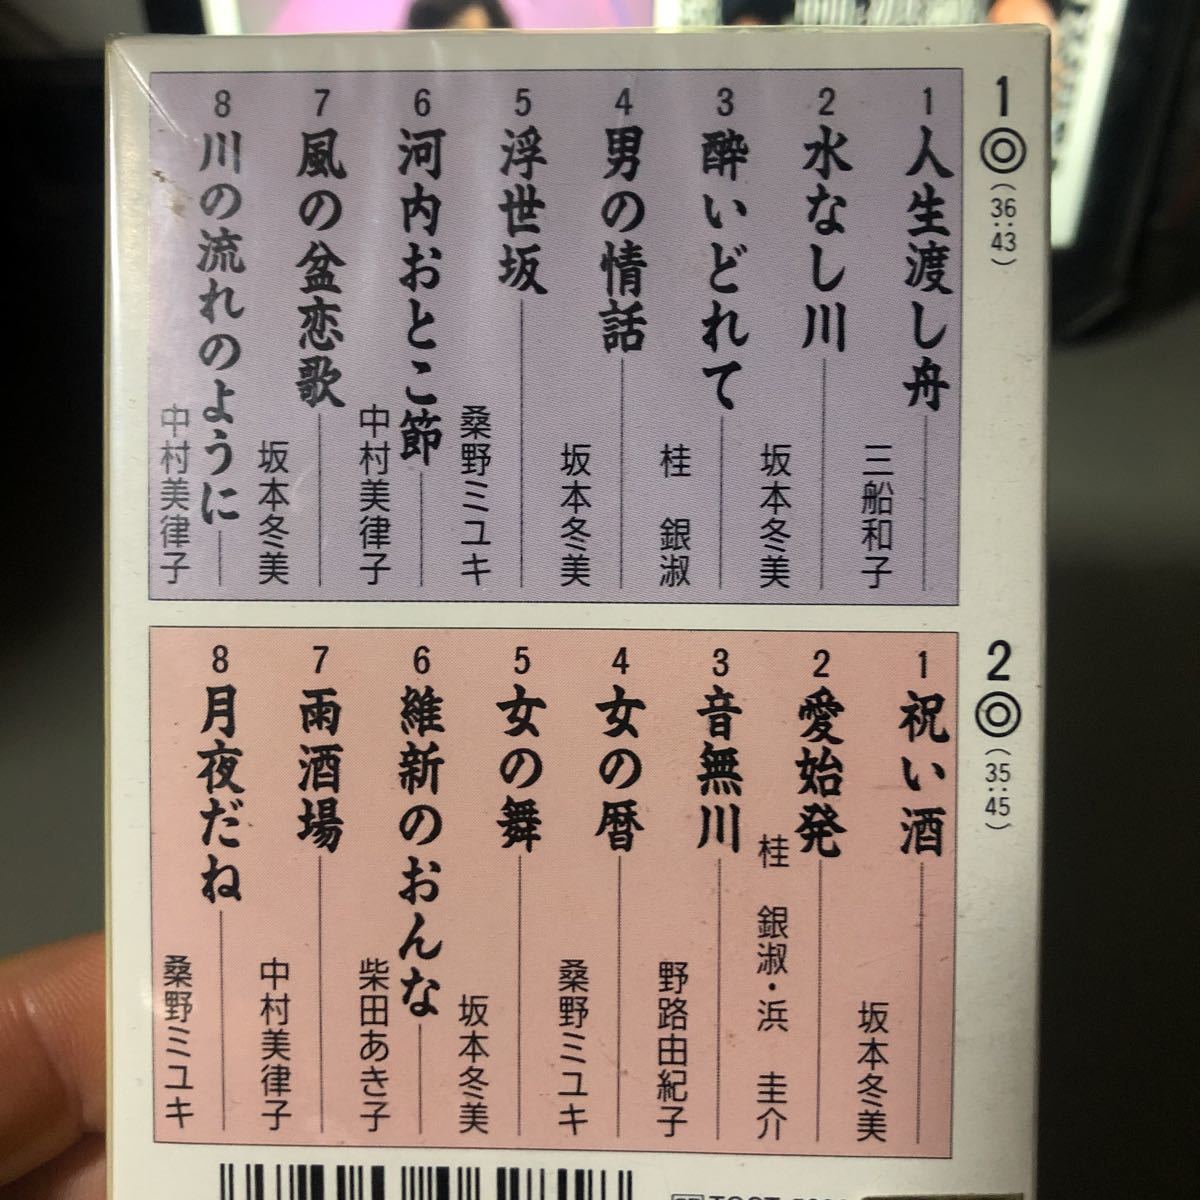 1◎(36:43)
1 人生渡し舟 三船和子
2 水なし川 坂本冬美
3 酔いどれて 桂 銀淑
4 男の情話 坂本冬美
5 浮世坂 桑野ミユキ
6 河内おとこ節 中村美律子
7 風の盆恋歌 坂本冬美
8 川の流れのように 中村美律子
2◎(35:45)
1 祝い酒 坂本冬美
2 愛始発 桂 銀淑・浜 圭介
3 音無川 野路由紀子
4 女の暦 桑野ミユキ
5 女の舞 坂本冬美
6 維新のおんな 柴田あき子
7 雨酒場 中村美律子
8 月夜だね 桑野ミユキ